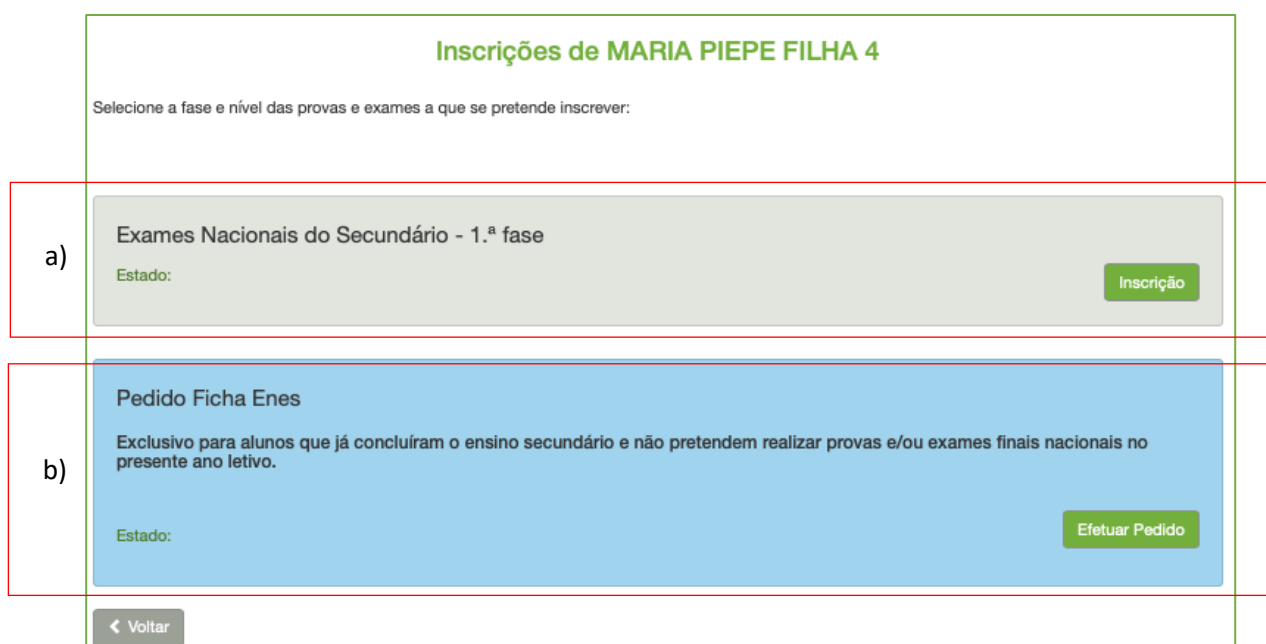 Inscrições de MARIA PIEPE FILHA 4
Selecione a fase e nível das provas e exames a que se pretende inscrever:
a)
Exames Nacionais do Secundário - 1.ª fase
Estado:
Inscrição
b)
Pedido Ficha Enes
Exclusivo para alunos que já concluíram o ensino secundário e não pretendem realizar provas e/ou exames finais nacionais no
presente ano letivo.
Estado:
Efetuar Pedido
Voltar